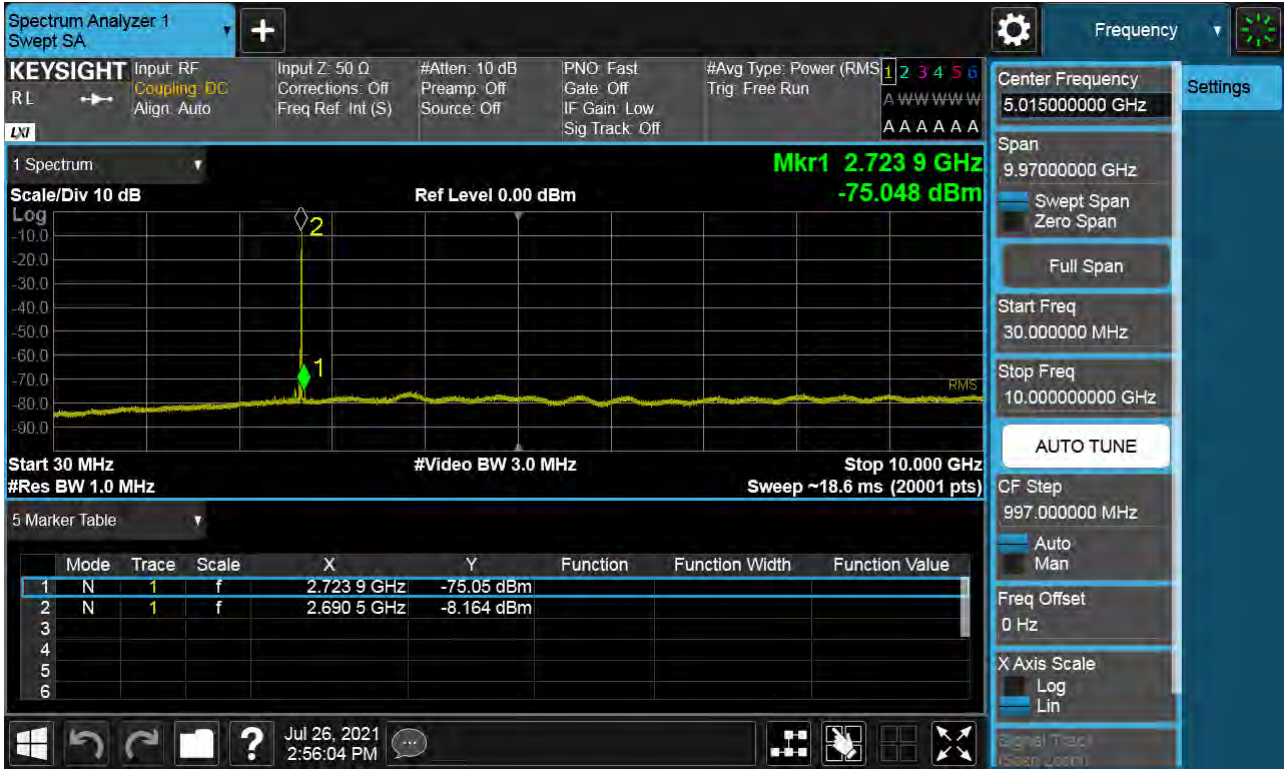 Spectrum Analyzer 1
Swept SA
+
Frequency
KEYSIGHT
RL
LXI
Input: RF
Coupling: DC
Align: Auto
Input Z: 50 Ω
Corrections: Off
Freq Ref: Int (S)
#Atten: 10 dB
Preamp: Off
Source: Off
PNO: Fast
Gate: Off
IF Gain: Low
Sig Track: Off
#Avg Type: Power (RMS
Trig: Free Run
1 2 3 4 5 6
A W W W W W
A A A A A A
1 Spectrum
Mkr1 2.723 9 GHz
-75.048 dBm
Scale/Div 10 dB
Ref Level 0.00 dBm
Log
-10.0
-20.0
-30.0
-40.0
-50.0
-60.0
-70.0
-80.0
-90.0
2
1
RMS
Start 30 MHz
#Video BW 3.0 MHz
Stop 10.000 GHz
#Res BW 1.0 MHz
Sweep ~18.6 ms (20001 pts)
5 Marker Table
Mode Trace Scale X Y Function Function Width Function Value
1 N 1 f 2.723 9 GHz -75.05 dBm
2 N 1 f 2.690 5 GHz -8.164 dBm
3
4
5
6
?
Jul 26, 2021
2:56:04 PM
Center Frequency
5.015000000 GHz
Settings
Span
9.97000000 GHz
Swept Span
Zero Span
Full Span
Start Freq
30.000000 MHz
Stop Freq
10.000000000 GHz
AUTO TUNE
CF Step
997.000000 MHz
Auto
Man
Freq Offset
0 Hz
X Axis Scale
Log
Lin
Signal Track
(Span Zoom)